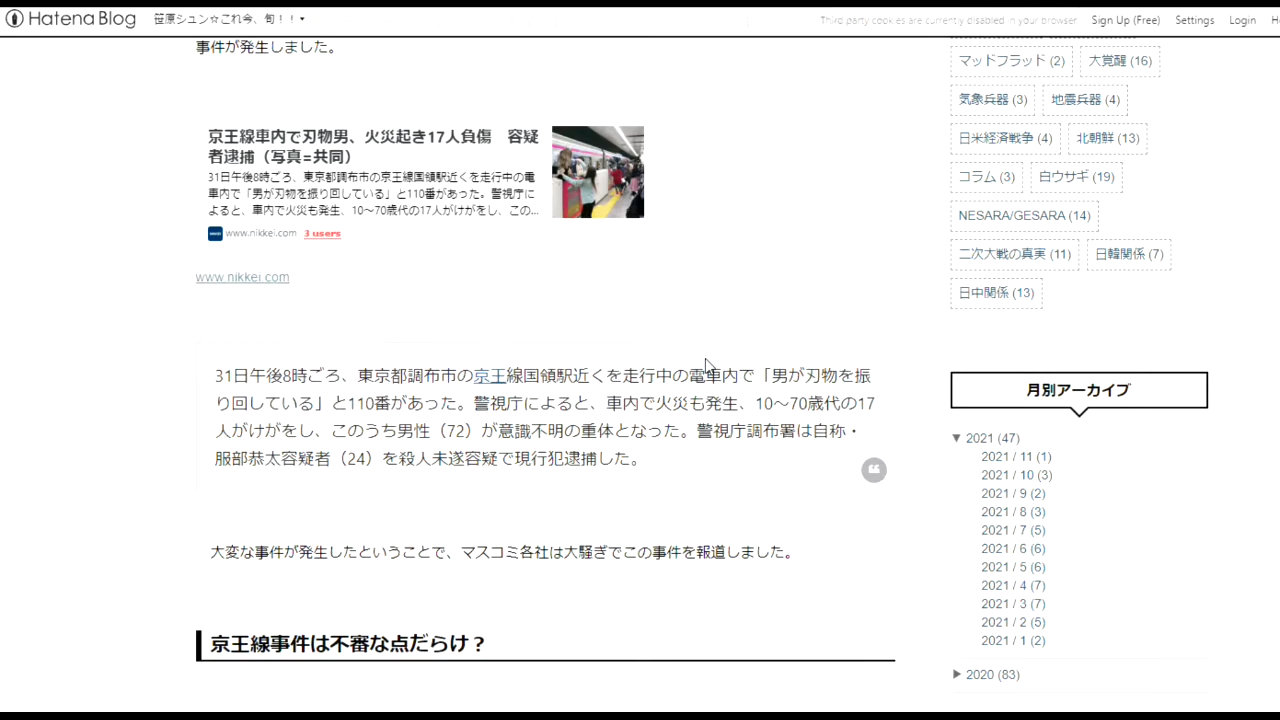 Hatena Blog 笹原シュン☆これ今、旬！！▾ Third party cookies are currently disabled in your browser Sign Up (Free) Settings Login
事件が発生しました。
京王線車内で刃物男、火災起き17人負傷　容疑
者逮捕（写真=共同）
31日午後8時ごろ、東京都調布市の京王線国領駅近くを走行中の電
車内で「男が刃物を振り回している」と110番があった。警視庁に
よると、車内で火災も発生、10〜70歳代の17人がけがをし、この...
www.nikkei.com 3 users
www.nikkei.com
31日午後8時ごろ、東京都調布市の京王線国領駅近くを走行中の電車内で「男が刃物を振
り回している」と110番があった。警視庁によると、車内で火災も発生、10〜70歳代の17
人がけがをし、このうち男性（72）が意識不明の重体となった。警視庁調布署は自称・
服部恭太容疑者（24）を殺人未遂容疑で現行犯逮捕した。
大変な事件が発生したということで、マスコミ各社は大騒ぎでこの事件を報道しました。
京王線事件は不審な点だらけ？
マッドフラッド (2) 大覚醒 (16)
気象兵器 (3) 地震兵器 (4)
日米経済戦争 (4) 北朝鮮 (13)
コラム (3) 白ウサギ (19)
NESARA/GESARA (14)
二次大戦の真実 (11) 日韓関係 (7)
日中関係 (13)
月別アーカイブ
▼ 2021 (47)
2021 / 11 (1)
2021 / 10 (3)
2021 / 9 (2)
2021 / 8 (3)
2021 / 7 (5)
2021 / 6 (6)
2021 / 5 (6)
2021 / 4 (7)
2021 / 3 (7)
2021 / 2 (5)
2021 / 1 (2)
▶ 2020 (83)